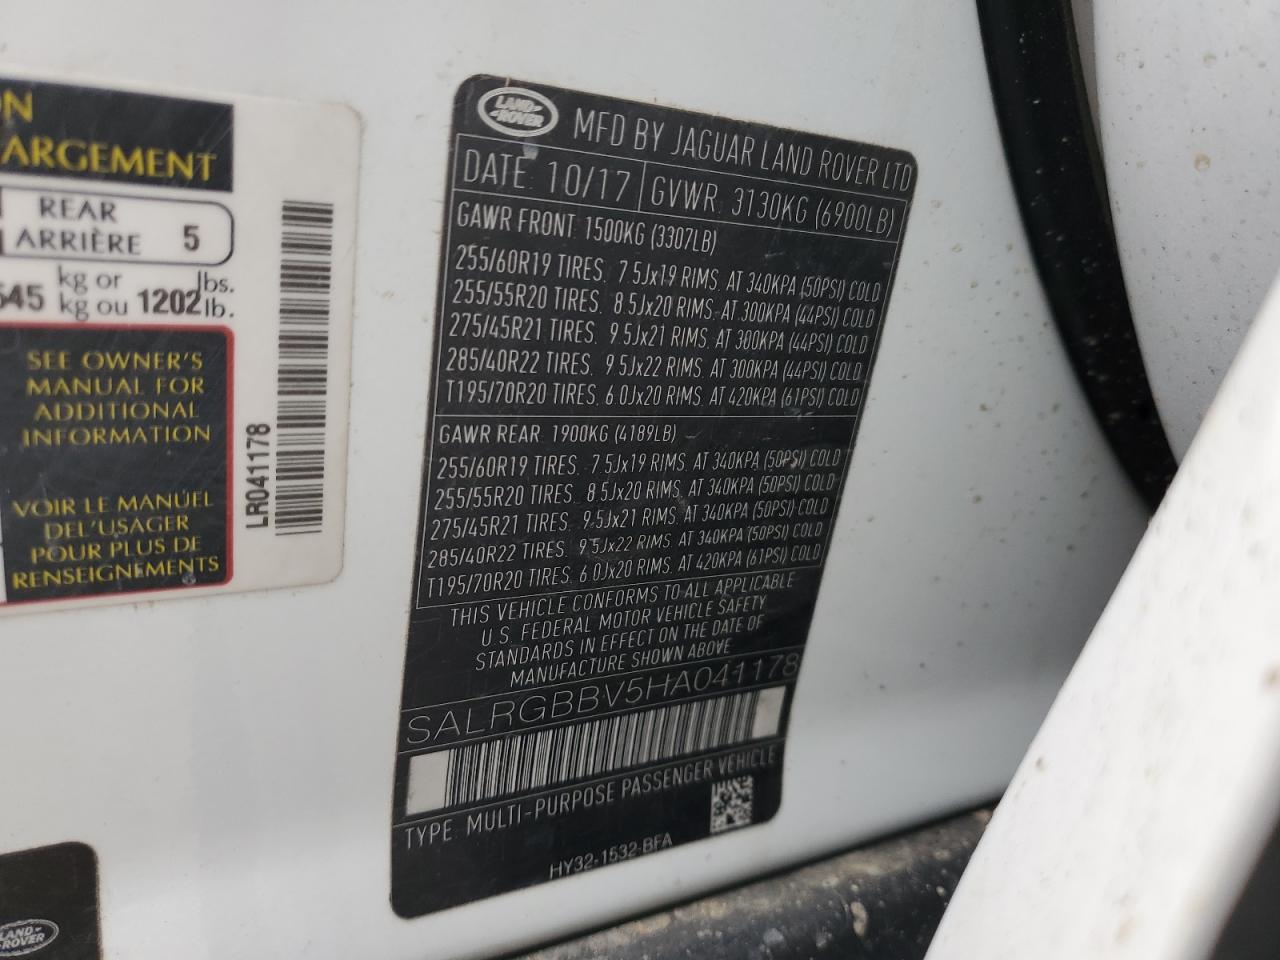 ON
ARGEMENT
REAR
ARRIÈRE 5
kg or lbs.
545 kg ou 1202 lb.
SEE OWNER'S
MANUAL FOR
ADDITIONAL
INFORMATION
VOIR LE MANUEL
DEL'USAGER
POUR PLUS DE
RENSEIGNEMENTS
LR041178
LAND-
-ROVER
MFD BY JAGUAR LAND ROVER LTD
DATE: 10/17 GVWR: 3130KG (6900LB)
GAWR FRONT: 1500KG (3307LB)
255/60R19 TIRES. 7.5Jx19 RIMS. AT 340KPA (50PSI) COLD
255/55R20 TIRES. 8.5Jx20 RIMS. AT 300KPA (44PSI) COLD
275/45R21 TIRES. 9.5Jx21 RIMS. AT 300KPA (44PSI) COLD
285/40R22 TIRES. 9.5Jx22 RIMS. AT 300KPA (44PSI) COLD
T195/70R20 TIRES. 6.0Jx20 RIMS. AT 420KPA (61PSI) COLD
GAWR REAR: 1900KG (4189LB)
255/60R19 TIRES. 7.5Jx19 RIMS. AT 340KPA (50PSI) COLD
255/55R20 TIRES. 8.5Jx20 RIMS. AT 340KPA (50PSI) COLD
275/45R21 TIRES. 9.5Jx21 RIMS. AT 340KPA (50PSI) COLD
285/40R22 TIRES. 9.5Jx22 RIMS. AT 340KPA (50PSI) COLD
T195/70R20 TIRES. 6.0Jx20 RIMS. AT 420KPA (61PSI) COLD
THIS VEHICLE CONFORMS TO ALL APPLICABLE
U.S. FEDERAL MOTOR VEHICLE SAFETY
STANDARDS IN EFFECT ON THE DATE OF
MANUFACTURE SHOWN ABOVE
SALRGBBV5HA041178
TYPE: MULTI-PURPOSE PASSENGER VEHICLE
HY32-1532-BFA
LAND-
-ROVER